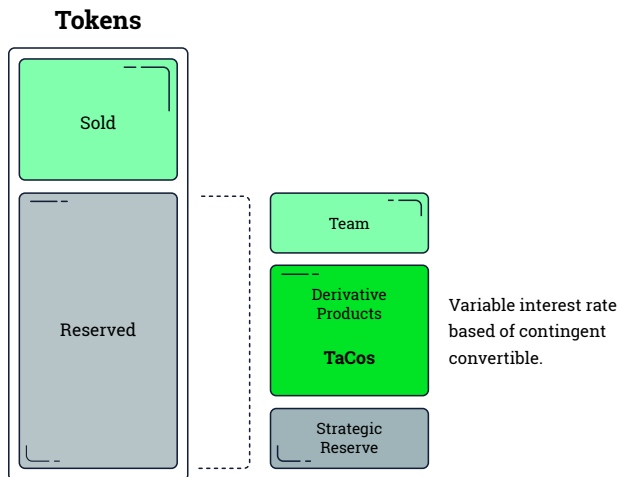 Tokens
Sold
Reserved
Team
Derivative
Products
TaCos
Strategic
Reserve
Variable interest rate
based of contingent
convertible.